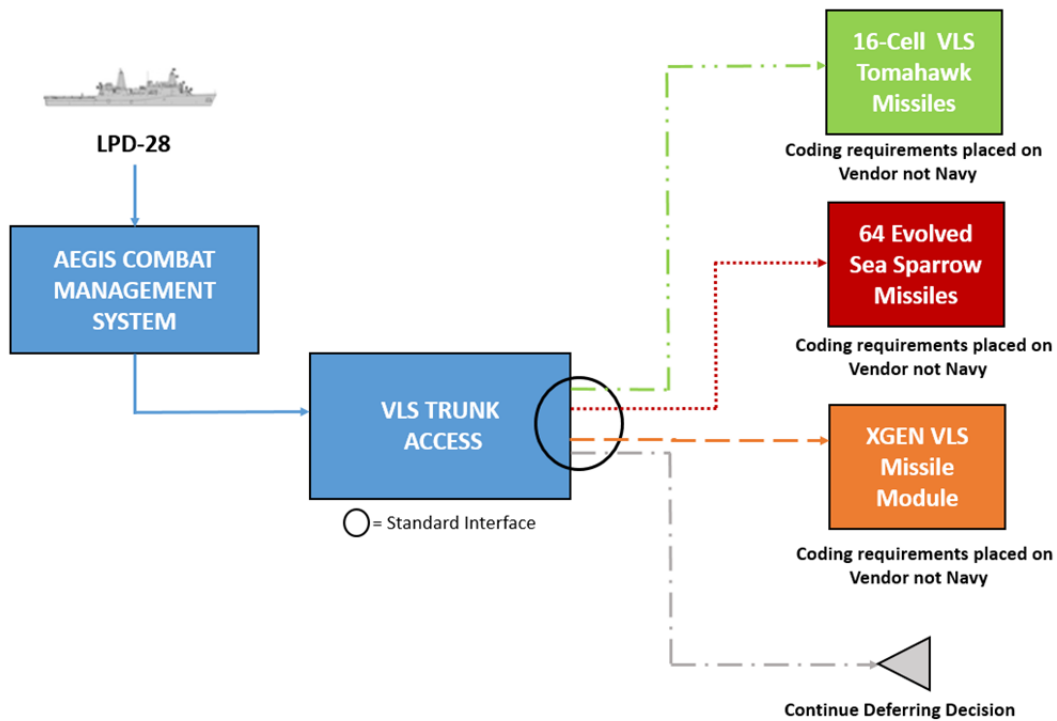 LPD-28
AEGIS COMBAT
MANAGEMENT
SYSTEM
VLS TRUNK
ACCESS
= Standard Interface
16-Cell VLS
Tomahawk
Missiles
Coding requirements placed on
Vendor not Navy
64 Evolved
Sea Sparrow
Missiles
Coding requirements placed on
Vendor not Navy
XGEN VLS
Missile
Module
Coding requirements placed on
Vendor not Navy
Continue Deferring Decision